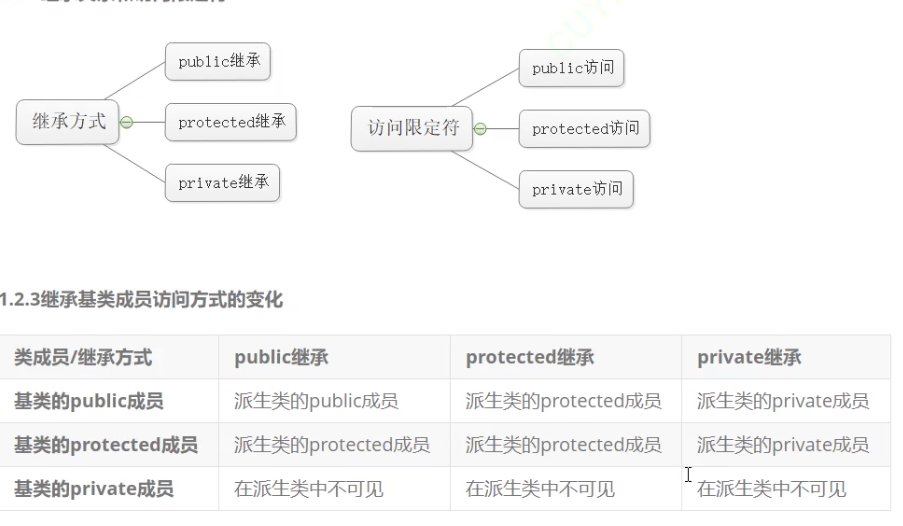 public继承
继承方式
protected继承
private继承
public访问
访问限定符
protected访问
private访问
1.2.3继承基类成员访问方式的变化
类成员/继承方式 public继承 protected继承 private继承
基类的public成员 派生类的public成员 派生类的protected成员 派生类的private成员
基类的protected成员 派生类的protected成员 派生类的protected成员 派生类的private成员
基类的private成员 在派生类中不可见 在派生类中不可见 在派生类中不可见